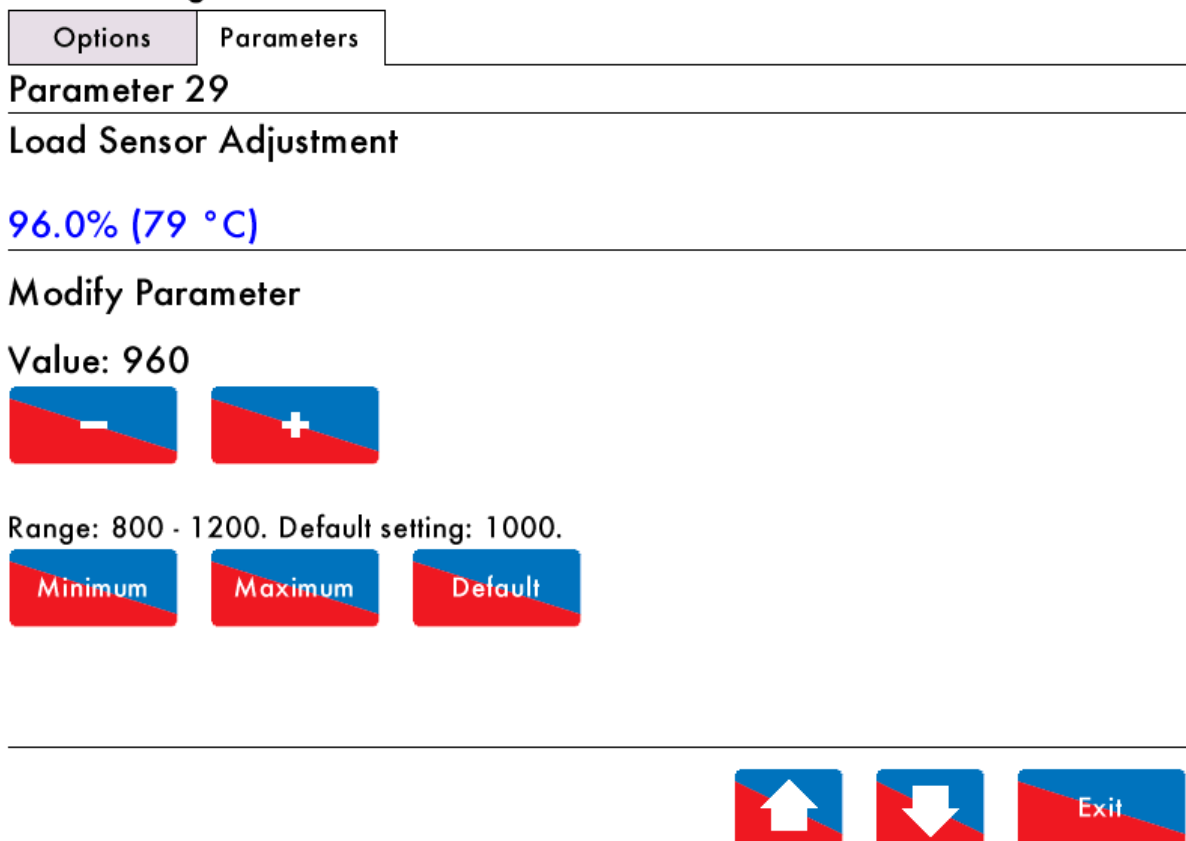 Options Parameters
Parameter 29
Load Sensor Adjustment
96.0% (79 °C)
Modify Parameter
Value: 960
- +
Range: 800 - 1200. Default setting: 1000.
Minimum Maximum Default
Exit